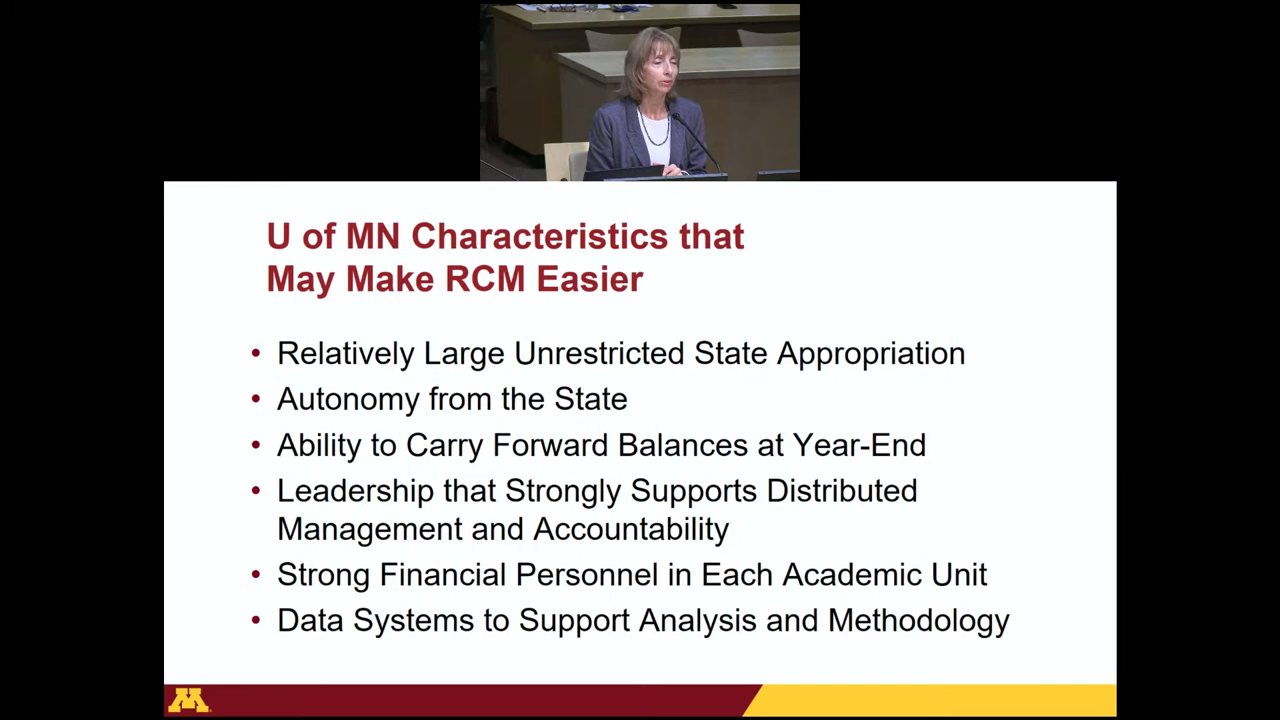 U of MN Characteristics that
May Make RCM Easier
• Relatively Large Unrestricted State Appropriation
• Autonomy from the State
• Ability to Carry Forward Balances at Year-End
• Leadership that Strongly Supports Distributed
Management and Accountability
• Strong Financial Personnel in Each Academic Unit
• Data Systems to Support Analysis and Methodology
M